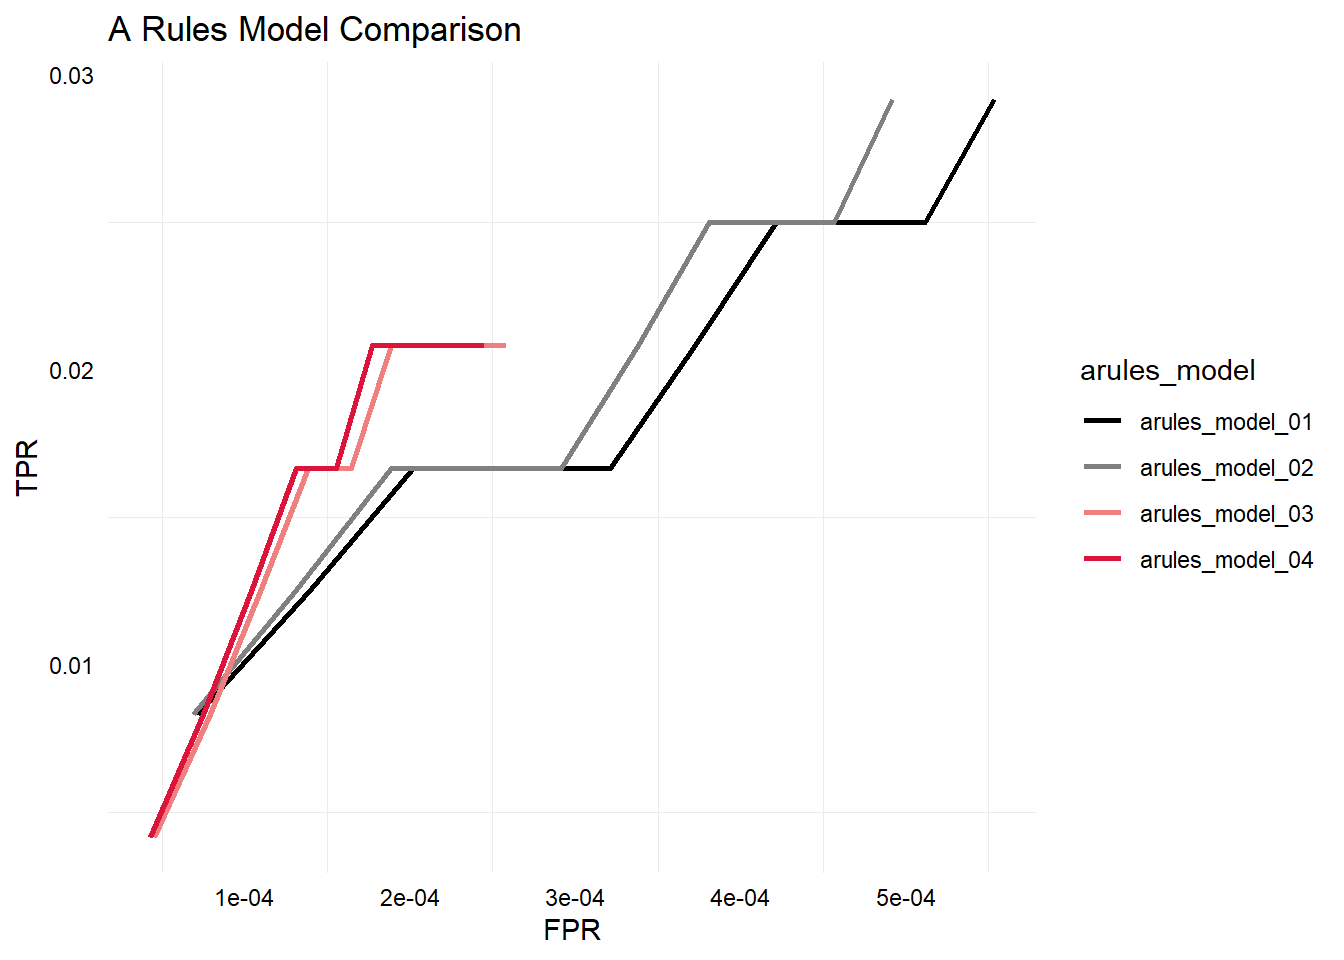 A Rules Model Comparison
0.03
0.02
0.01
TPR
1e-04 2e-04 3e-04 4e-04 5e-04
FPR
arules_model
arules_model_01
arules_model_02
arules_model_03
arules_model_04